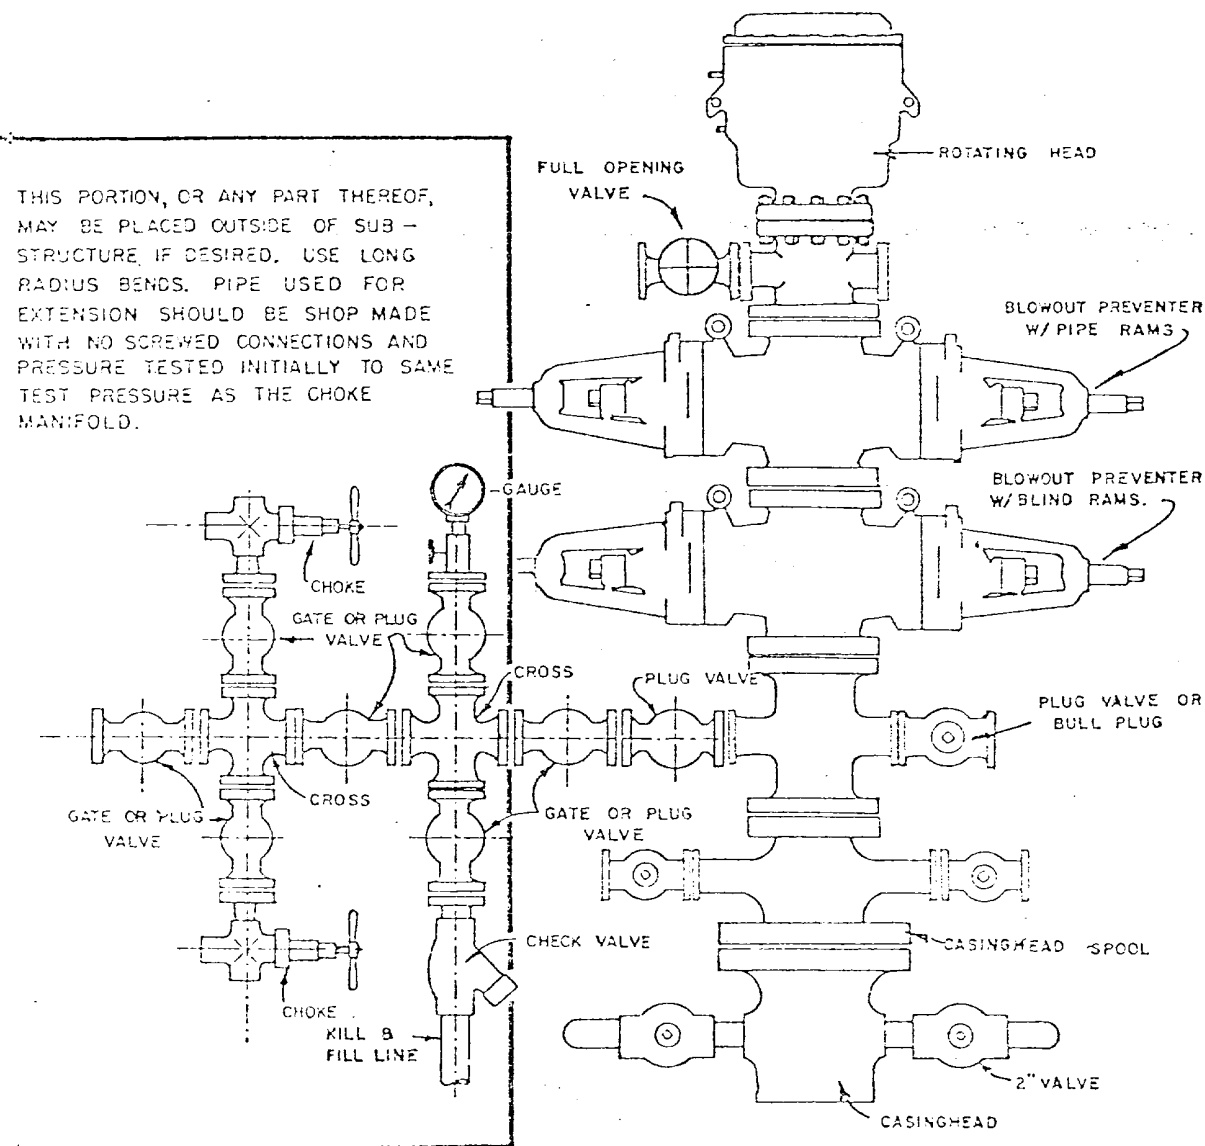 ROTATING HEAD
FULL OPENING
VALVE
THIS PORTION, OR ANY PART THEREOF,
MAY BE PLACED OUTSIDE OF SUB-
STRUCTURE IF DESIRED. USE LONG
RADIUS BENDS. PIPE USED FOR
EXTENSION SHOULD BE SHOP MADE
WITH NO SCREWED CONNECTIONS AND
PRESSURE TESTED INITIALLY TO SAME
TEST PRESSURE AS THE CHOKE
MANIFOLD.
BLOWOUT PREVENTER
W/ PIPE RAMS
GAUGE
BLOWOUT PREVENTER
W/ BLIND RAMS.
CHOKE
GATE OR PLUG
VALVE
CROSS
PLUG VALVE
PLUG VALVE OR
BULL PLUG
CROSS
GATE OR PLUG
VALVE
GATE OR PLUG
VALVE
CHECK VALVE
CASINGHEAD SPOOL
CHOKE
KILL &
FILL LINE
2" VALVE
CASINGHEAD